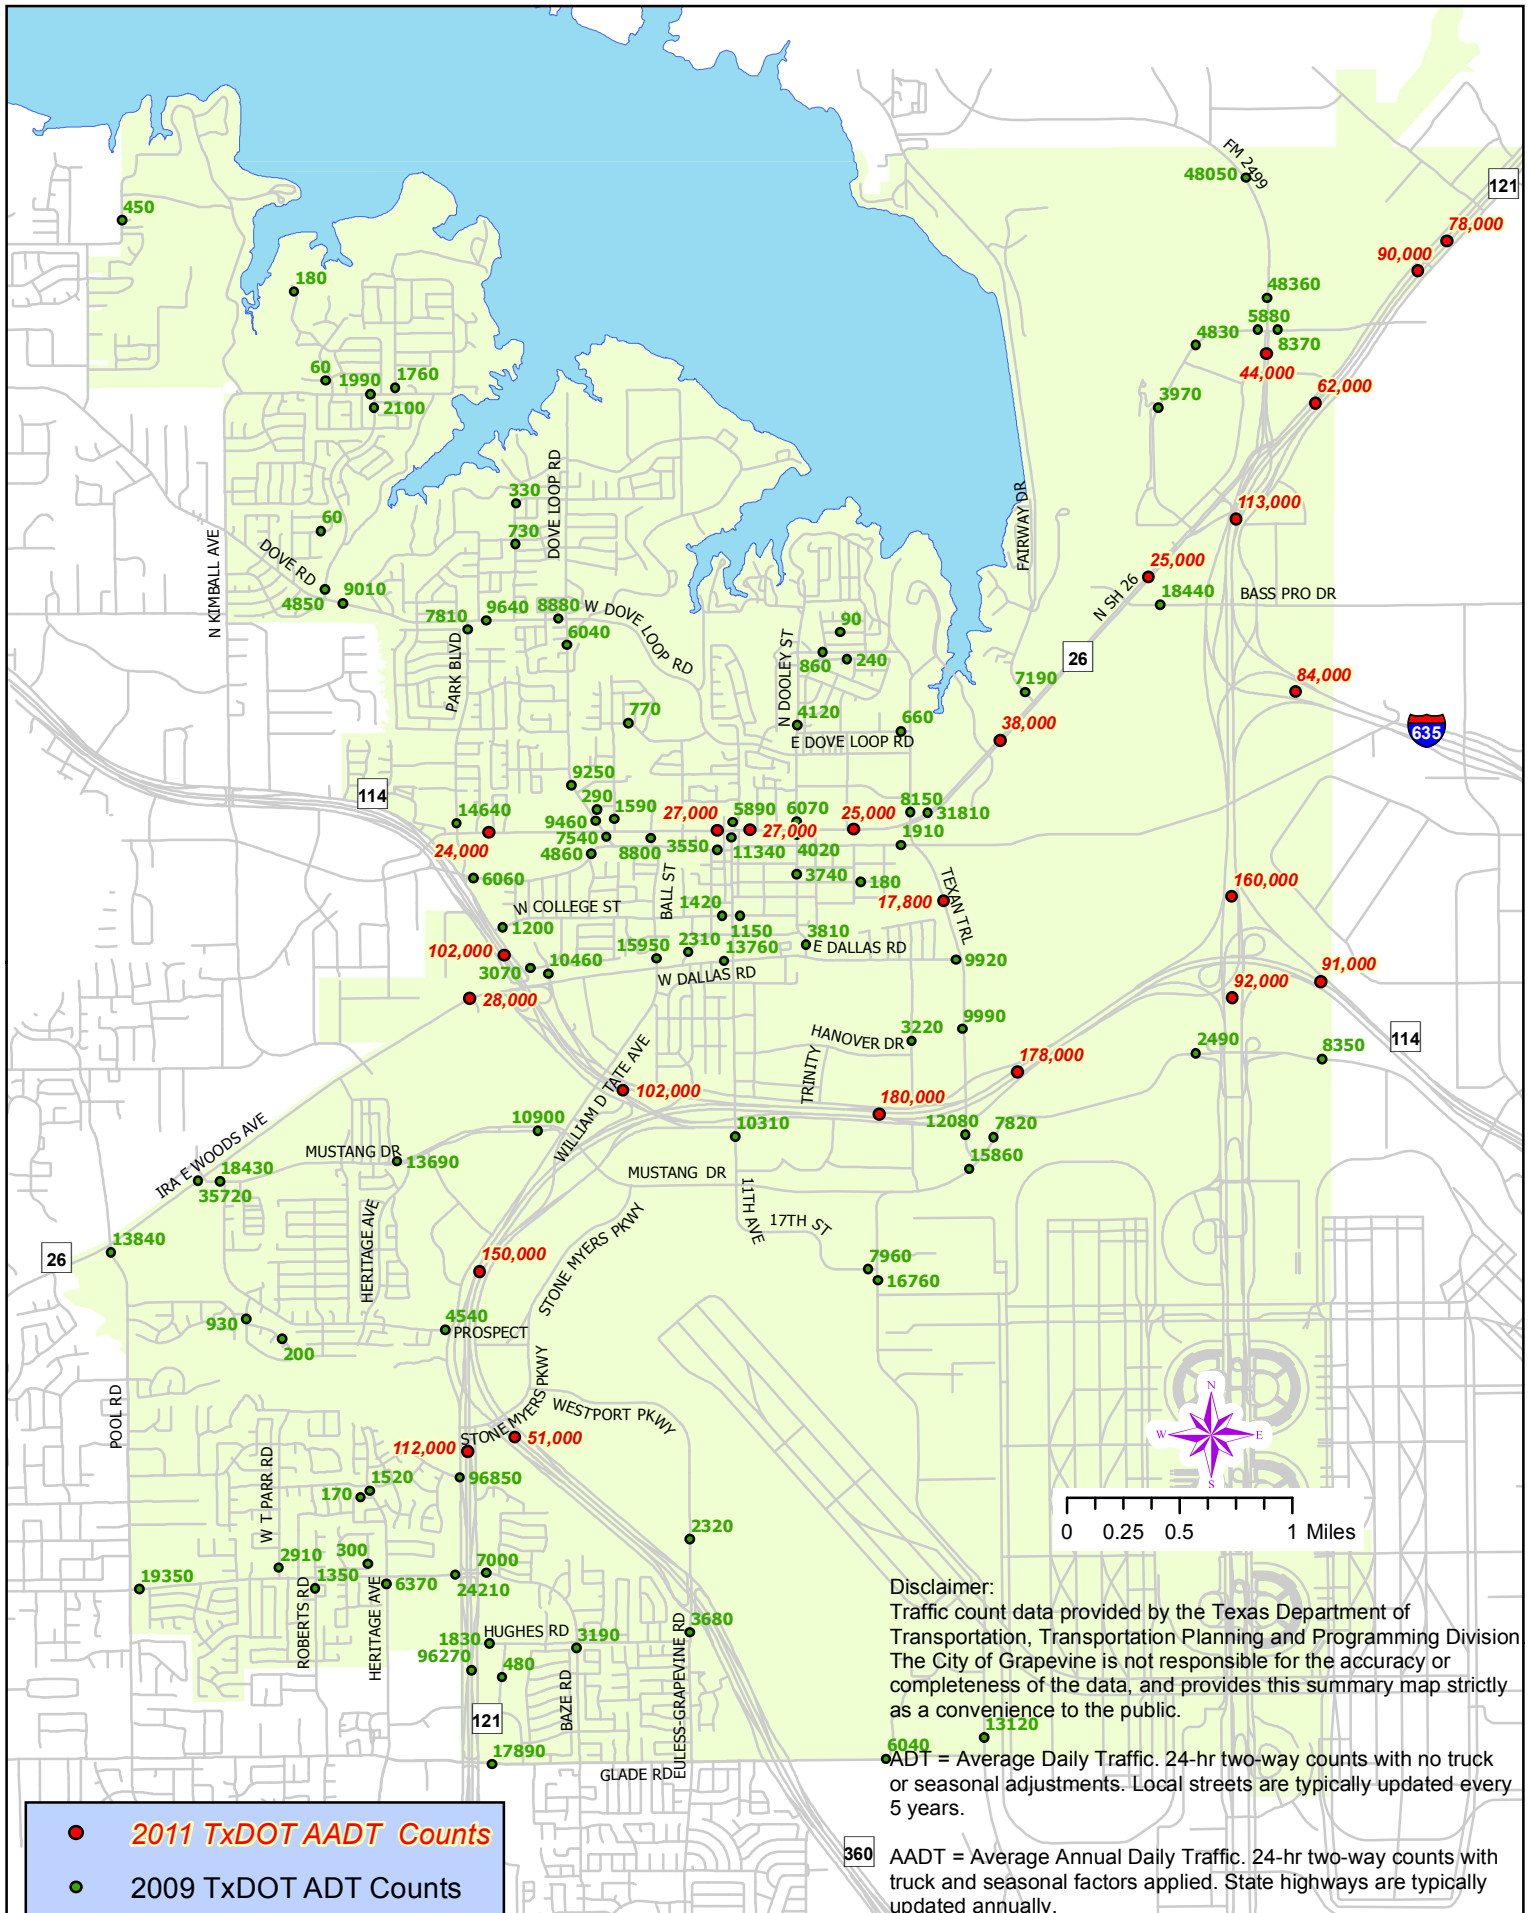 FM 2499
48050
121
450
78,000
90,000
180
48360
5880
4830
8370
44,000
60
1990
1760
62,000
2100
3970
DOVE LOOP RD
330
FAIRWAY DR
113,000
60
730
N KIMBALL AVE
DOVE RD
25,000
N SH 26
18440
BASS PRO DR
4850
9010
7810
9640
8880
W DOVE LOOP RD
6040
90
860
240
N DOOLEY ST
26
PARK BLVD
7190
84,000
770
4120
660
38,000
635
E DOVE LOOP RD
9250
114
290
1590
14640
9460
27,000
5890
6070
25,000
8150
31810
27,000
7540
24,000
4860
8800
3550
11340
4020
1910
6060
BALL ST
3740
180
TEXAN TRL
160,000
17,800
W COLLEGE ST
1420
1200
1150
3810
102,000
15950
2310
13760
E DALLAS RD
3070
10460
W DALLAS RD
9920
91,000
92,000
28,000
HANOVER DR
3220
9990
114
2490
8350
TRINITY
178,000
WILLIAM D TATE AVE
102,000
180,000
10900
10310
12080
7820
IRA E WOODS AVE
MUSTANG DR
13690
15860
18430
35720
MUSTANG DR
11TH AVE
17TH ST
HERITAGE AVE
STONE MYERS PKWY
13840
26
150,000
7960
16760
930
4540
PROSPECT
200
N
W
E
S
POOL RD
STONE MYERS PKWY
WESTPORT PKWY
112,000
51,000
W T PARR RD
96850
1520
170
0 0.25 0.5 1 Miles
2320
300
2910
7000
19350
1350
6370
24210
Disclaimer:
Traffic count data provided by the Texas Department of
Transportation, Transportation Planning and Programming Division.
The City of Grapevine is not responsible for the accuracy or
completeness of the data, and provides this summary map strictly
as a convenience to the public.
ROBERTS RD
HERITAGE AVE
HUGHES RD
1830
3190
3680
96270
480
BAZE RD
EULESS-GRAPEVINE RD
121
13120
6040
17890
GLADE RD
ADT = Average Daily Traffic. 24-hr two-way counts with no truck
or seasonal adjustments. Local streets are typically updated every
5 years.
360
AADT = Average Annual Daily Traffic. 24-hr two-way counts with
truck and seasonal factors applied. State highways are typically
updated annually.
2011 TxDOT AADT Counts
2009 TxDOT ADT Counts